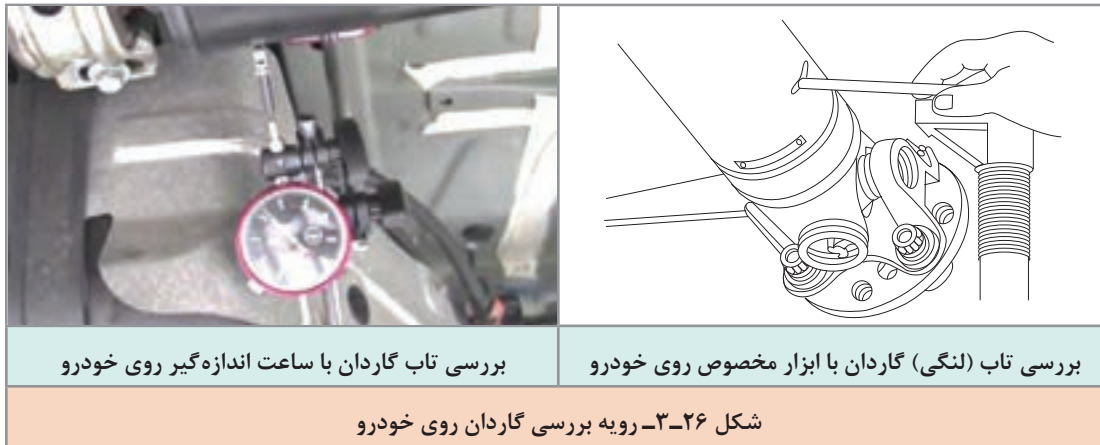 بررسی تاب (لنگی) گاردان با ابزار مخصوص روی خودرو
بررسی تاب گاردان با ساعت اندازه‌گیر روی خودرو
شکل ۲۶ـ۳ـ رویه بررسی گاردان روی خودرو